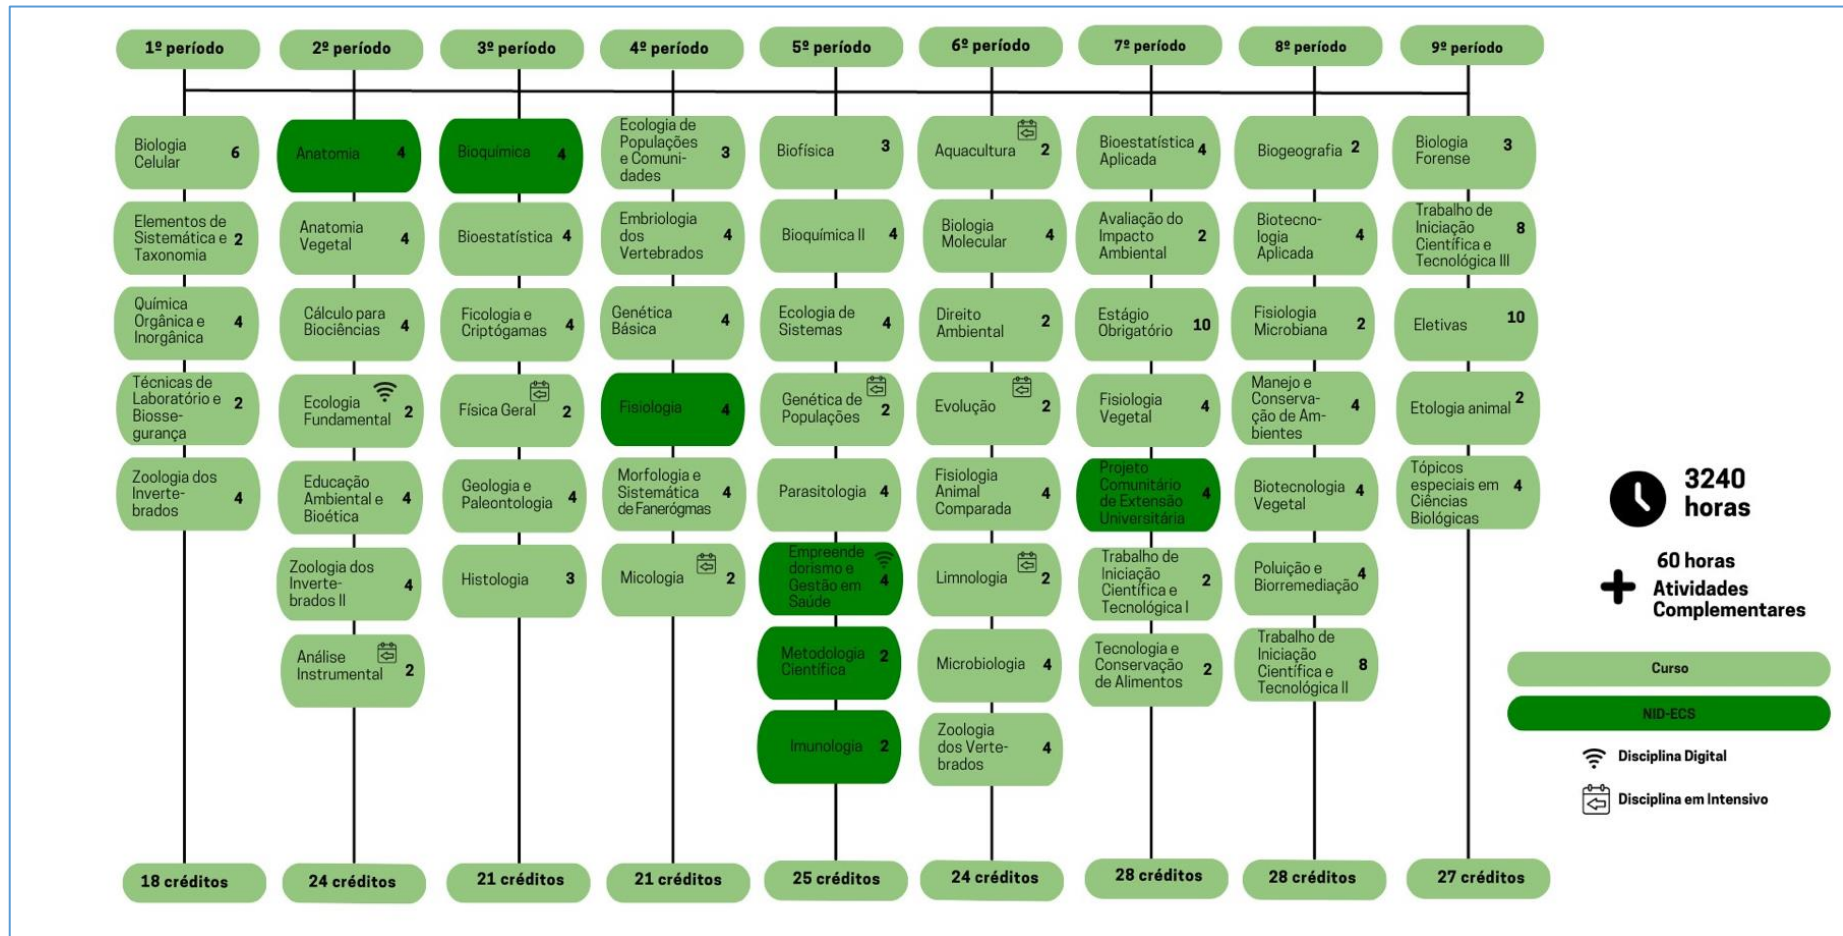 1º período
2º período
3º período
4º período
5º período
6º período
7º período
8º período
9º período
Biologia
Celular
6
Elementos de
Sistemática e
Taxonomia
2
Química
Orgânica e
Inorgânica
4
Técnicas de
Laboratório e
Biosse-
gurança
2
Zoologia dos
Inverte-
brados
4
18 créditos
Anatomia
4
Anatomia
Vegetal
4
Cálculo para
Biociências
4
Ecologia
Fundamental
2
Educação
Ambiental e
Bioética
4
Zoologia dos
Inverte-
brados II
4
Análise
Instrumental
2
24 créditos
Bioquímica
4
Bioestatística
4
Ficologia e
Criptógamas
4
Física Geral
2
Geologia e
Paleontologia
4
Histologia
3
21 créditos
Ecologia de
Populações
e Comuni-
dades
3
Embriologia
dos
Vertebrados
4
Genética
Básica
4
Fisiologia
4
Morfologia e
Sistemática
de Fanerógmas
4
Micologia
2
21 créditos
Biofísica
3
Bioquímica II
4
Ecologia de
Sistemas
4
Genética de
Populações
2
Parasitologia
4
Empreende
dorismo e
Gestão em
Saúde
4
Metodologia
Científica
2
Imunologia
2
25 créditos
Aquacultura
2
Biologia
Molecular
4
Direito
Ambiental
2
Evolução
2
Fisiologia
Animal
Comparada
4
Limnologia
2
Microbiologia
4
Zoologia
dos Verte-
brados
4
24 créditos
Bioestatística
Aplicada
4
Avaliação do
Impacto
Ambiental
2
Estágio
Obrigatório
10
Fisiologia
Vegetal
4
Projeto
Comunitário
de Extensão
Universitária
4
Trabalho de
Iniciação
Científica e
Tecnológica I
2
Tecnologia e
Conservação
de Alimentos
2
28 créditos
Biogeografia
2
Biotecno-
logia
Aplicada
4
Fisiologia
Microbiana
2
Manejo e
Conserva-
ção de Am-
bientes
4
Biotecnologia
Vegetal
4
Poluição e
Biorremediação
4
Trabalho de
Iniciação
Científica e
Tecnológica II
8
28 créditos
Biologia
Forense
3
Trabalho de
Iniciação
Científica e
Tecnológica III
8
Eletivas
10
Etologia animal
2
Tópicos
especiais em
Ciências
Biológicas
4
27 créditos
3240
horas
60 horas
Atividades
Complementares
Curso
NID-ECS
Disciplina Digital
Disciplina em Intensivo